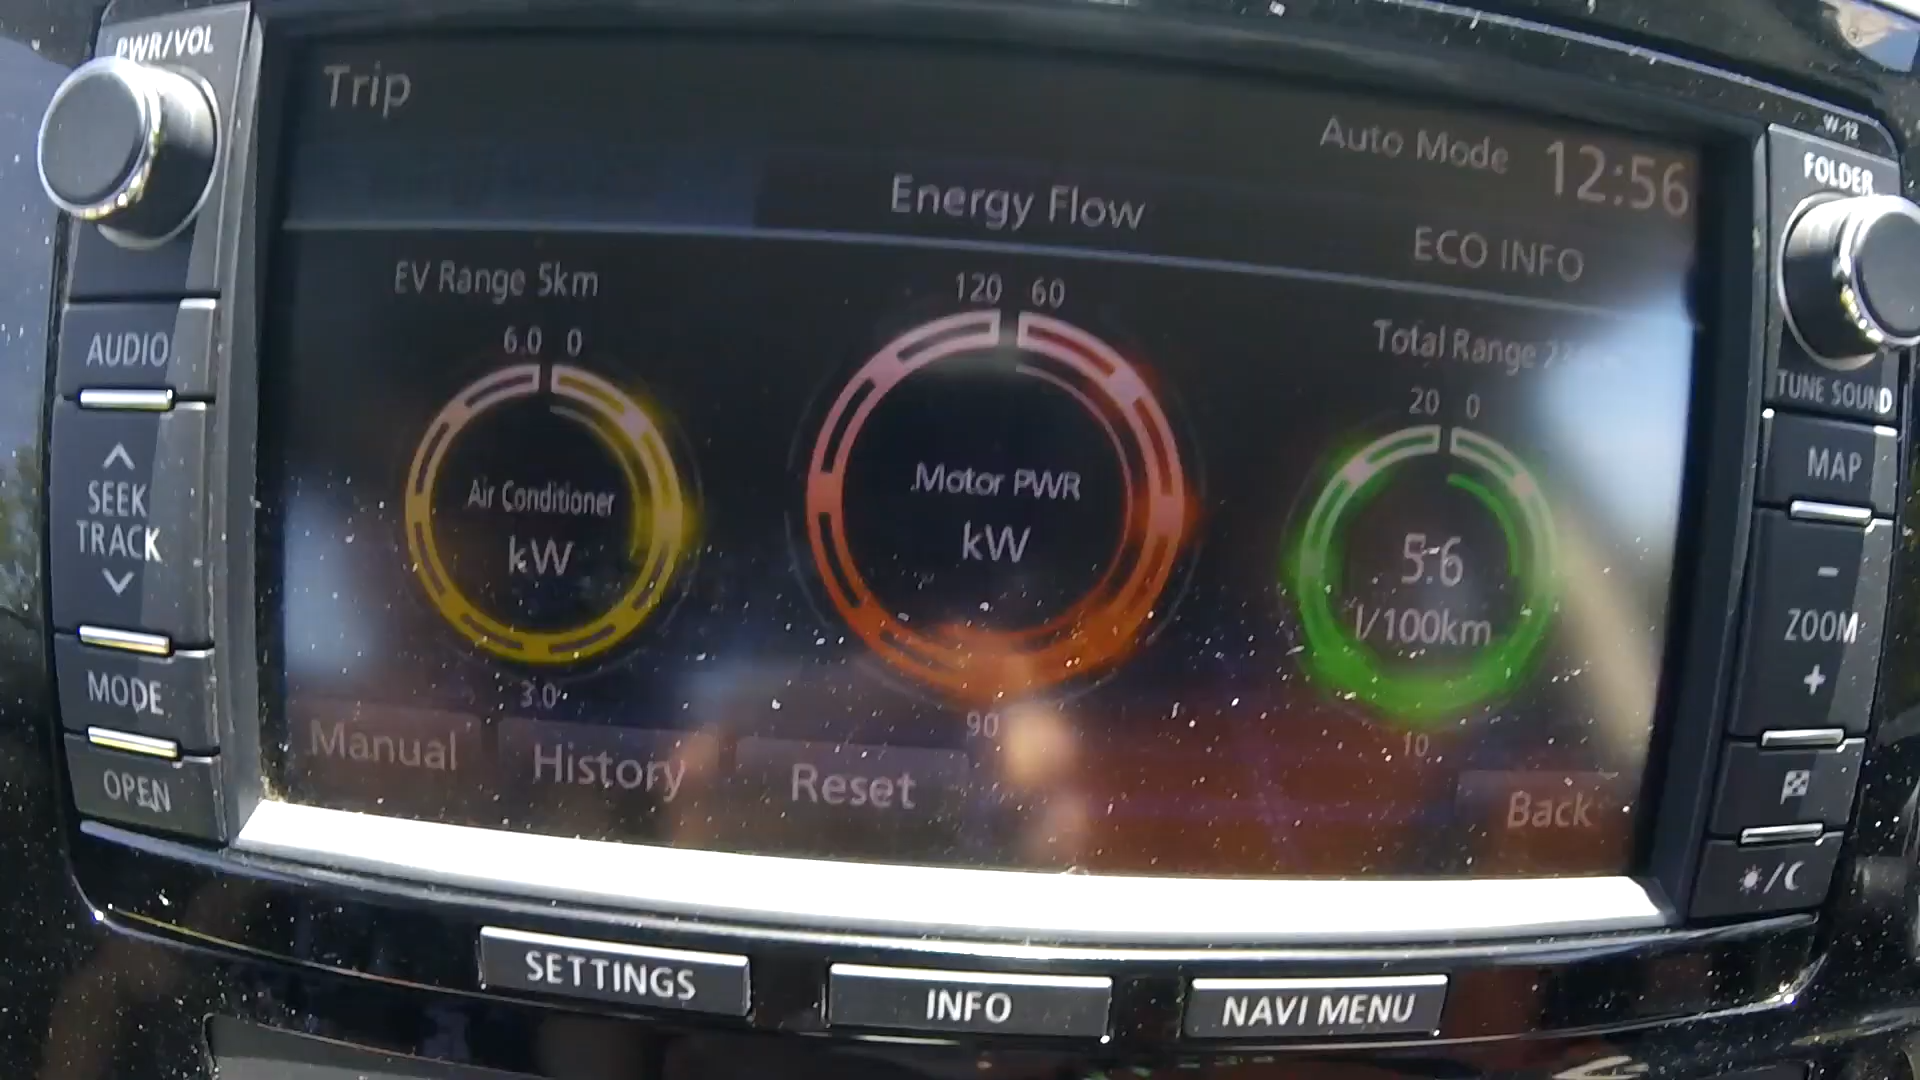 PWR/VOL
Trip
Auto Mode 12:56
W-12
FOLDER
Energy Flow
ECO INFO
EV Range 5km
120 60
Total Range
6.0 0
20 0
TUNE SOUND
AUDIO
MAP
SEEK
TRACK
Air Conditioner
kW
Motor PWR
kW
5.6
l/100km
-
ZOOM
+
3.0
90
10
MODE
Manual
History
Reset
Back
OPEN
SETTINGS
INFO
NAVI MENU